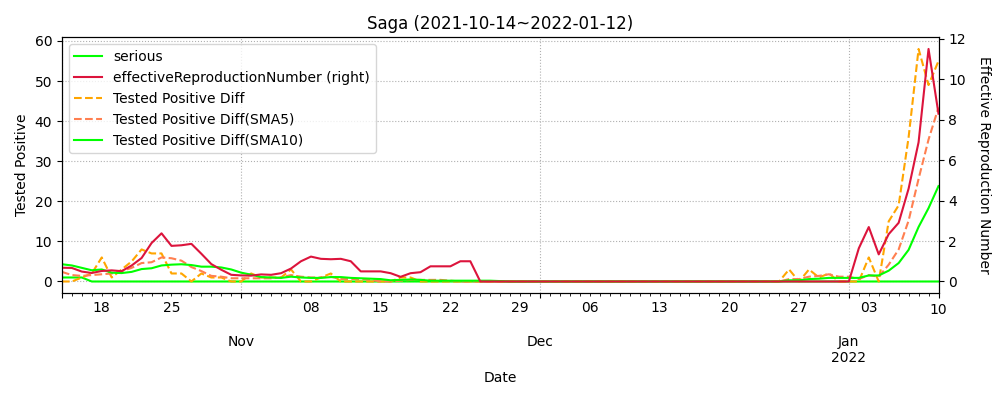 Saga (2021-10-14~2022-01-12)
serious
effectiveReproductionNumber (right)
Tested Positive Diff
Tested Positive Diff(SMA5)
Tested Positive Diff(SMA10)
Tested Positive
60
50
40
30
20
10
0
12
10
8
6
4
2
0
Effective Reproduction Number
18 25 08 15 22 29 06 13 20 27 03 10
Nov Dec Jan
2022
Date